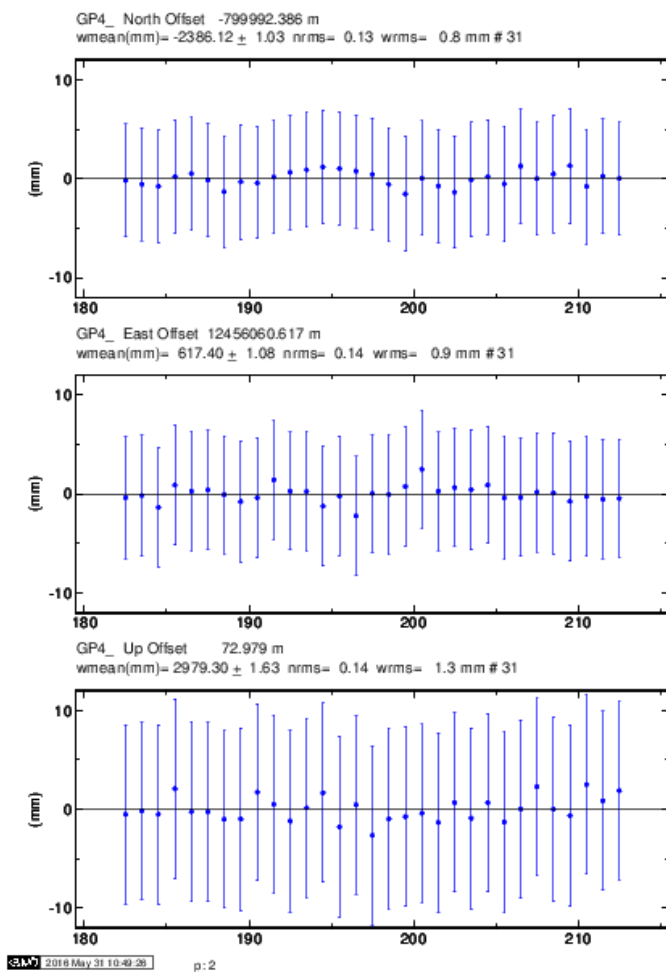 GP4_ North Offset -799992.386 m
wmean(mm)= -2386.12 ± 1.03 nrms= 0.13 wrms= 0.8 mm # 31
10
0
-10
(mm)
180 190 200 210
GP4_ East Offset 12456060.617 m
wmean(mm)= 617.40 ± 1.08 nrms= 0.14 wrms= 0.9 mm # 31
10
0
-10
(mm)
180 190 200 210
GP4_ Up Offset 72.979 m
wmean(mm)= 2979.30 ± 1.63 nrms= 0.14 wrms= 1.3 mm # 31
10
0
-10
(mm)
180 190 200 210
GMT 2016 May 31 10:49:26 p: 2